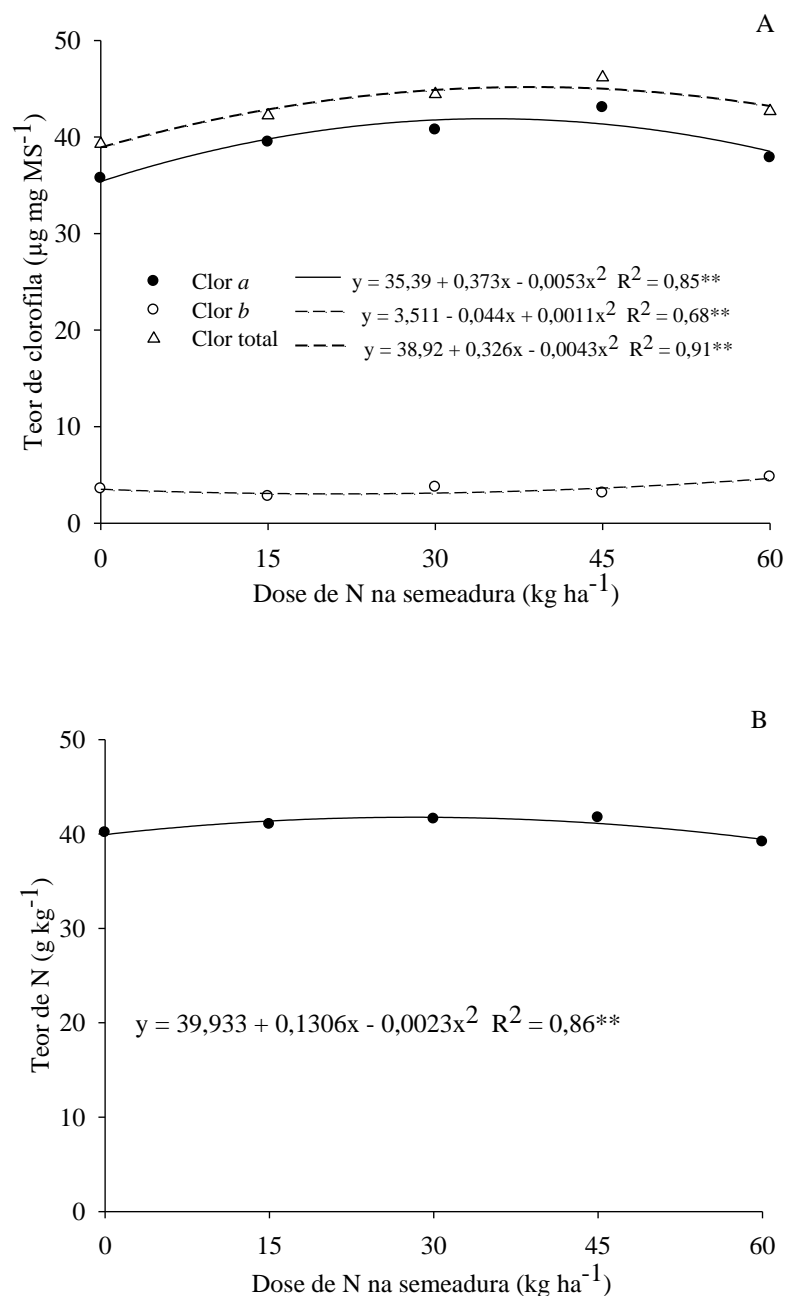 A
50
40
30
20
10
0
Teor de clorofila (µg mg MS⁻¹)
Clor a y = 35,39 + 0,373x - 0,0053x² R² = 0,85**
Clor b y = 3,511 - 0,044x + 0,0011x² R² = 0,68**
Clor total y = 38,92 + 0,326x - 0,0043x² R² = 0,91**
0 15 30 45 60
Dose de N na semeadura (kg ha⁻¹)
B
50
40
30
20
10
0
Teor de N (g kg⁻¹)
y = 39,933 + 0,1306x - 0,0023x² R² = 0,86**
0 15 30 45 60
Dose de N na semeadura (kg ha⁻¹)